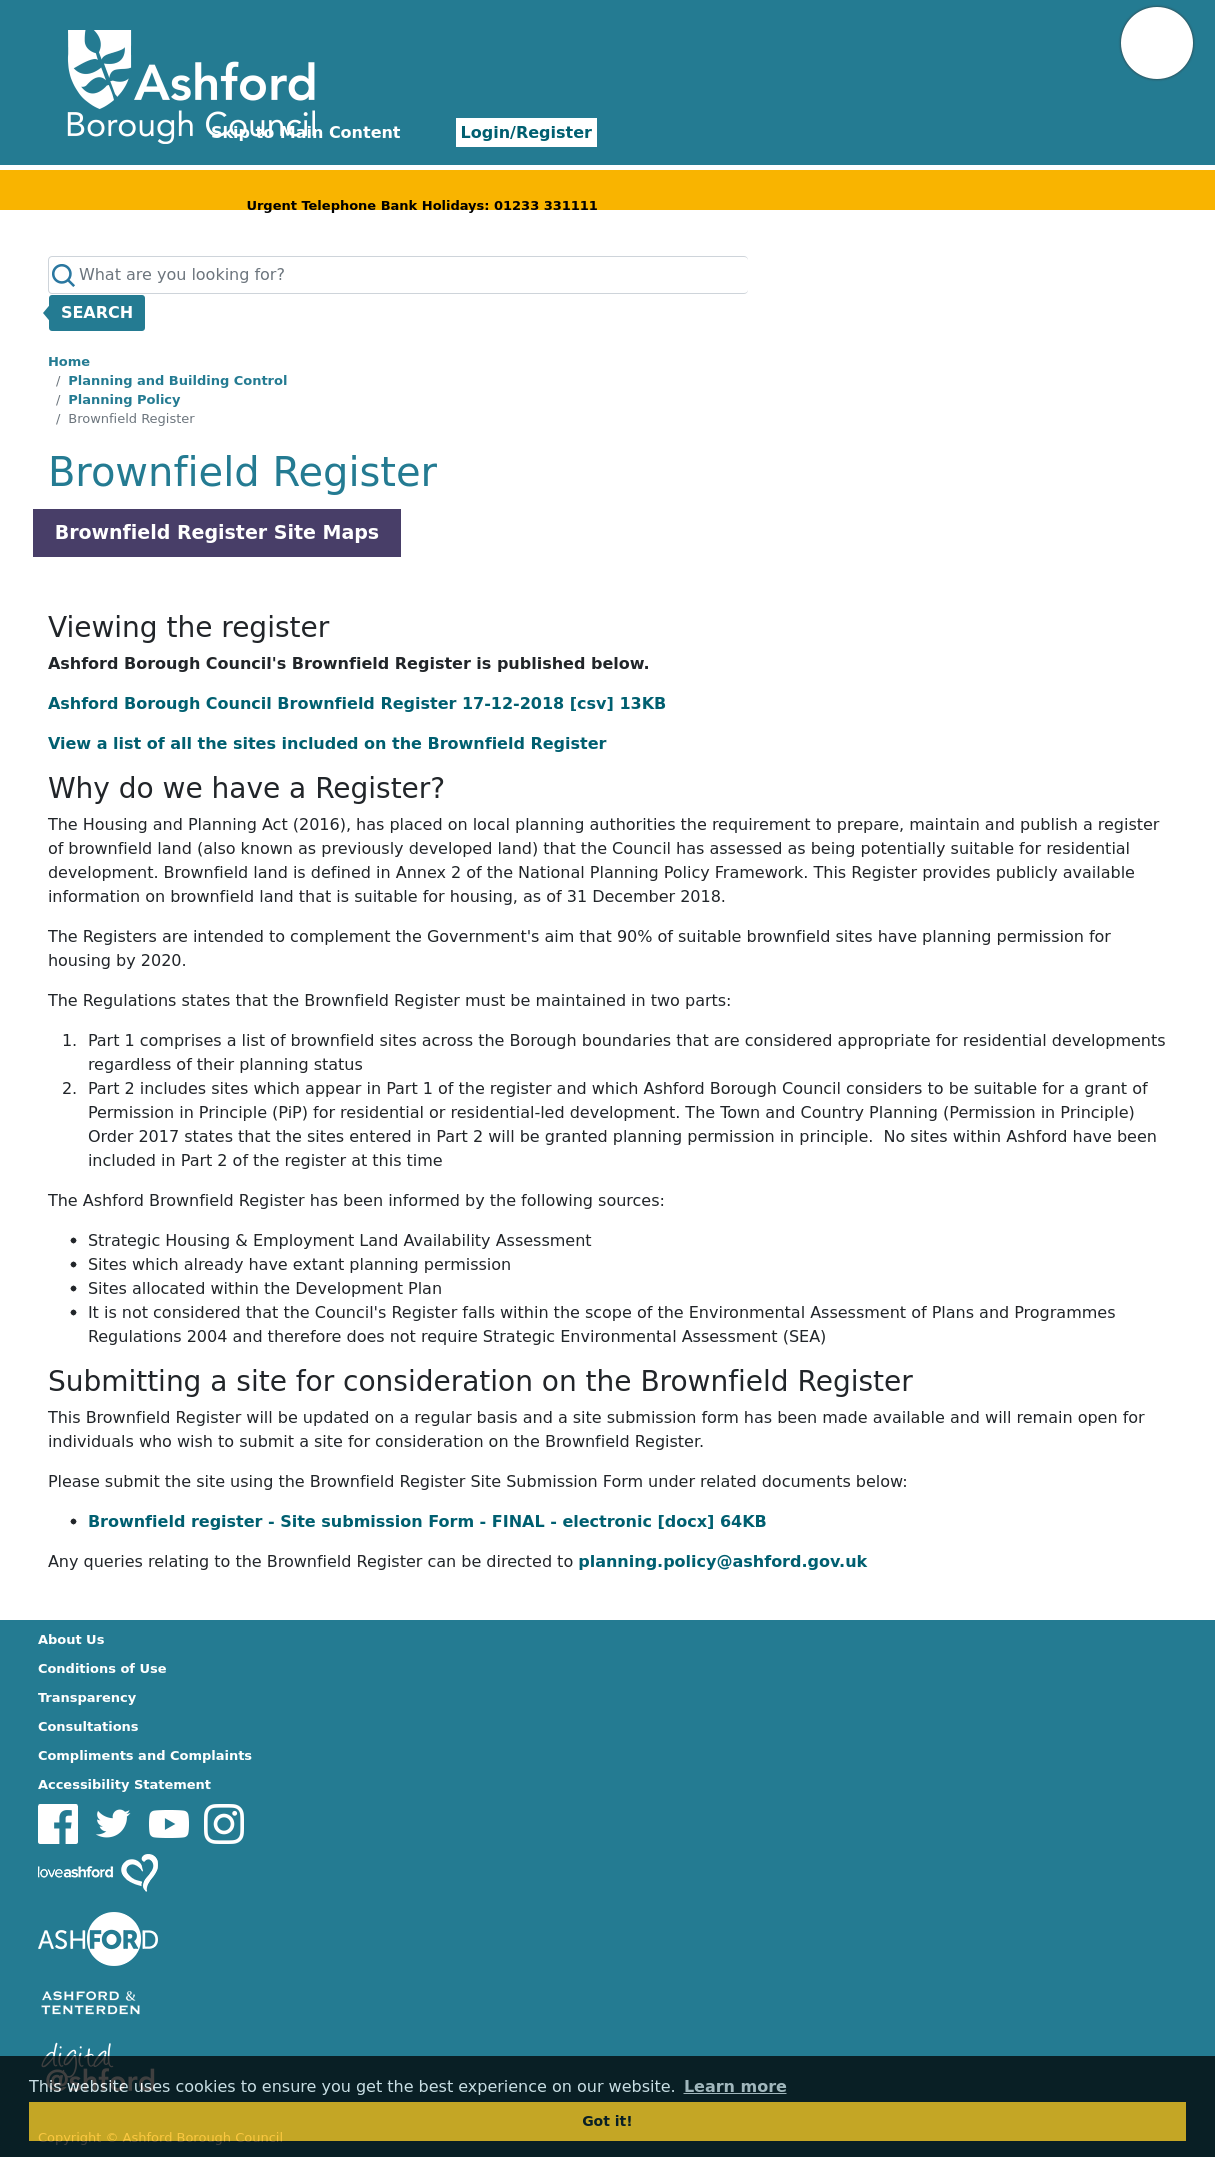 Ashford
Borough Council
Skip to Main Content
Login/Register
Urgent Telephone Bank Holidays: 01233 331111
What are you looking for?
SEARCH
Home
/ Planning and Building Control
/ Planning Policy
/ Brownfield Register
Brownfield Register
Brownfield Register Site Maps
Viewing the register
Ashford Borough Council's Brownfield Register is published below.
Ashford Borough Council Brownfield Register 17-12-2018 [csv] 13KB
View a list of all the sites included on the Brownfield Register
Why do we have a Register?
The Housing and Planning Act (2016), has placed on local planning authorities the requirement to prepare, maintain and publish a register
of brownfield land (also known as previously developed land) that the Council has assessed as being potentially suitable for residential
development. Brownfield land is defined in Annex 2 of the National Planning Policy Framework. This Register provides publicly available
information on brownfield land that is suitable for housing, as of 31 December 2018.
The Registers are intended to complement the Government's aim that 90% of suitable brownfield sites have planning permission for
housing by 2020.
The Regulations states that the Brownfield Register must be maintained in two parts:
1. Part 1 comprises a list of brownfield sites across the Borough boundaries that are considered appropriate for residential developments
regardless of their planning status
2. Part 2 includes sites which appear in Part 1 of the register and which Ashford Borough Council considers to be suitable for a grant of
Permission in Principle (PiP) for residential or residential-led development. The Town and Country Planning (Permission in Principle)
Order 2017 states that the sites entered in Part 2 will be granted planning permission in principle.  No sites within Ashford have been
included in Part 2 of the register at this time
The Ashford Brownfield Register has been informed by the following sources:
• Strategic Housing & Employment Land Availability Assessment
• Sites which already have extant planning permission
• Sites allocated within the Development Plan
• It is not considered that the Council's Register falls within the scope of the Environmental Assessment of Plans and Programmes
Regulations 2004 and therefore does not require Strategic Environmental Assessment (SEA)
Submitting a site for consideration on the Brownfield Register
This Brownfield Register will be updated on a regular basis and a site submission form has been made available and will remain open for
individuals who wish to submit a site for consideration on the Brownfield Register.
Please submit the site using the Brownfield Register Site Submission Form under related documents below:
• Brownfield register - Site submission Form - FINAL - electronic [docx] 64KB
Any queries relating to the Brownfield Register can be directed to planning.policy@ashford.gov.uk
About Us
Conditions of Use
Transparency
Consultations
Compliments and Complaints
Accessibility Statement
loveashford
ASHFORD
ASHFORD &
TENTERDEN
digital
@shford
This website uses cookies to ensure you get the best experience on our website. Learn more
Got it!
Copyright © Ashford Borough Council